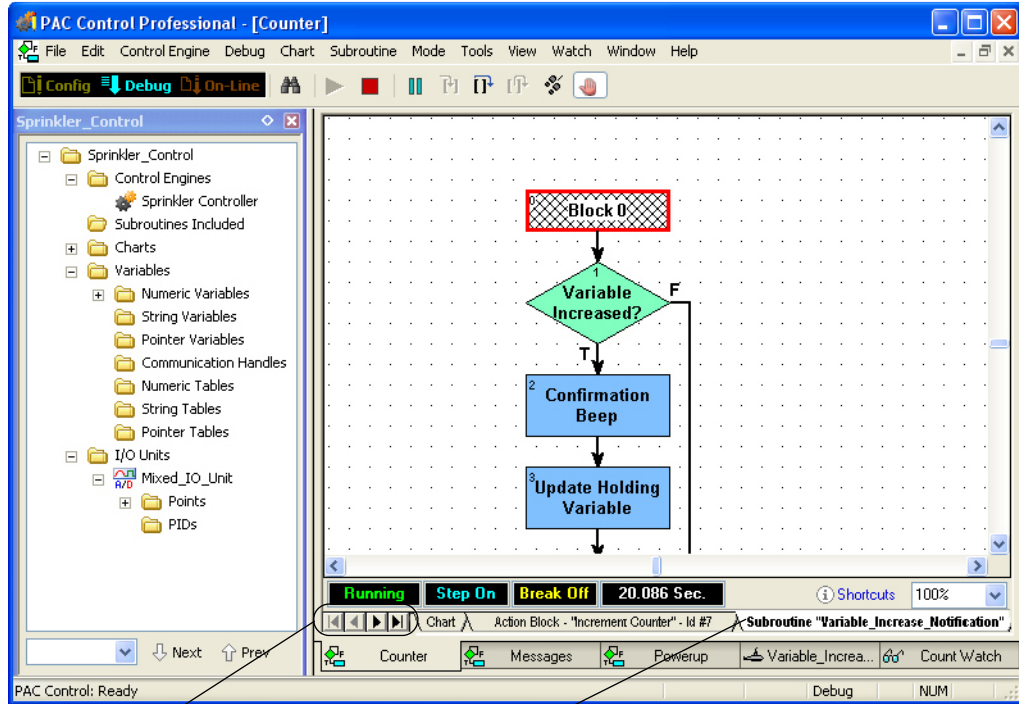 PAC Control Professional - [Counter]
File Edit Control Engine Debug Chart Subroutine Mode Tools View Watch Window Help
Config Debug On-Line
Sprinkler_Control
Sprinkler_Control
Control Engines
Sprinkler Controller
Subroutines Included
Charts
Variables
Numeric Variables
String Variables
Pointer Variables
Communication Handles
Numeric Tables
String Tables
Pointer Tables
I/O Units
A/D Mixed_IO_Unit
Points
PIDs
Next Prev
0
Block 0
1
Variable
Increased?
F
T
2
Confirmation
Beep
3
Update Holding
Variable
Running Step On Break Off 20.086 Sec. Shortcuts 100%
Chart Action Block - "Increment Counter" - Id #7 Subroutine "Variable_Increase_Notification"
Counter Messages Powerup Variable_Increa... Count Watch
PAC Control: Ready Debug NUM